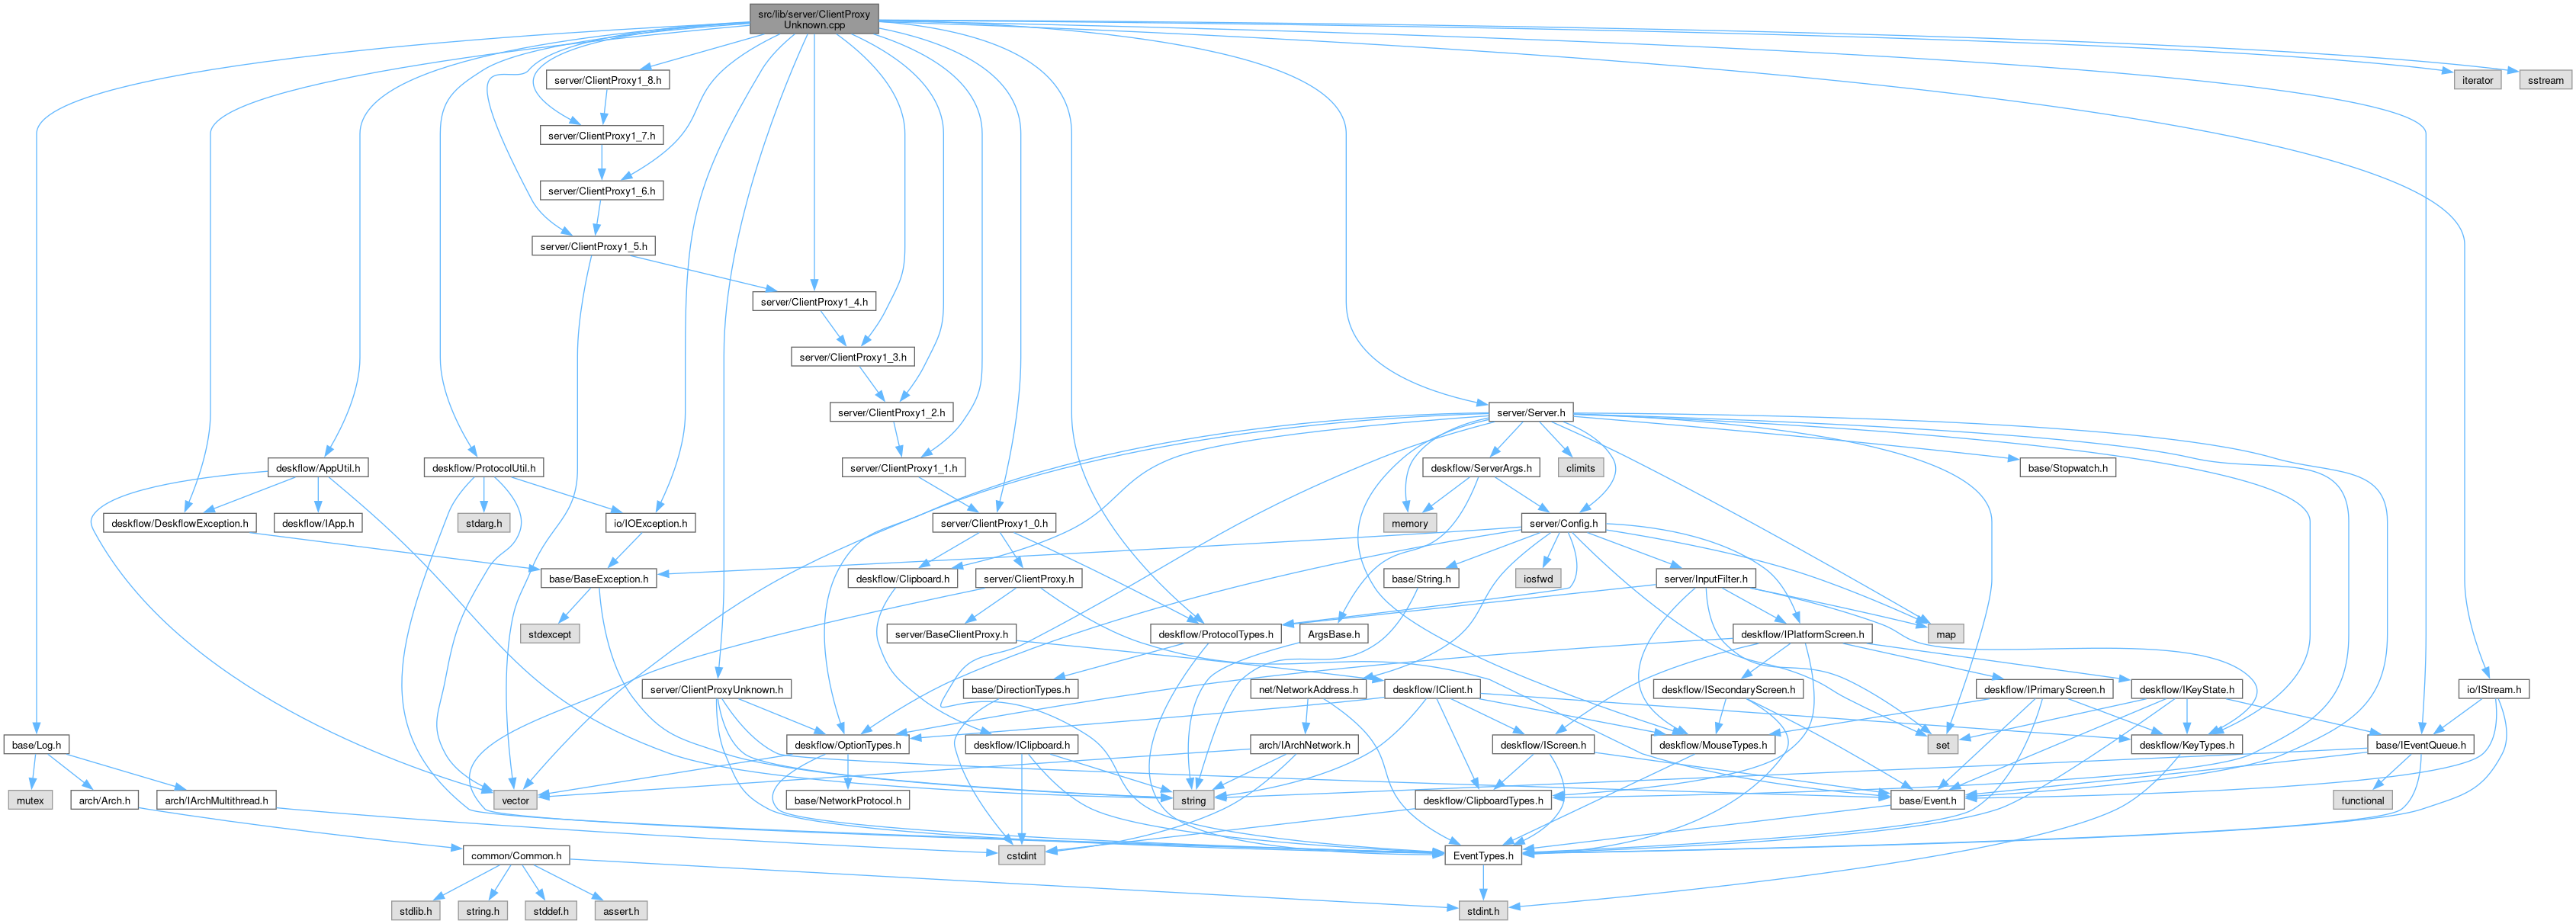 src/lib/server/ClientProxy
Unknown.cpp
server/ClientProxy1_8.h
iterator
sstream
server/ClientProxy1_7.h
server/ClientProxy1_6.h
server/ClientProxy1_5.h
server/ClientProxy1_4.h
server/ClientProxy1_3.h
server/ClientProxy1_2.h
server/Server.h
deskflow/AppUtil.h
deskflow/ProtocolUtil.h
server/ClientProxy1_1.h
deskflow/ServerArgs.h
climits
base/Stopwatch.h
deskflow/DeskflowException.h
deskflow/IApp.h
stdarg.h
io/IOException.h
server/ClientProxy1_0.h
memory
server/Config.h
base/BaseException.h
deskflow/Clipboard.h
server/ClientProxy.h
base/String.h
iosfwd
server/InputFilter.h
stdexcept
server/BaseClientProxy.h
deskflow/ProtocolTypes.h
ArgsBase.h
deskflow/IPlatformScreen.h
map
server/ClientProxyUnknown.h
base/DirectionTypes.h
net/NetworkAddress.h
deskflow/IClient.h
deskflow/ISecondaryScreen.h
deskflow/IPrimaryScreen.h
deskflow/IKeyState.h
io/IStream.h
base/Log.h
deskflow/OptionTypes.h
deskflow/IClipboard.h
arch/IArchNetwork.h
deskflow/IScreen.h
deskflow/MouseTypes.h
set
deskflow/KeyTypes.h
base/IEventQueue.h
mutex
arch/Arch.h
arch/IArchMultithread.h
vector
base/NetworkProtocol.h
string
deskflow/ClipboardTypes.h
base/Event.h
functional
common/Common.h
cstdint
EventTypes.h
stdlib.h
string.h
stddef.h
assert.h
stdint.h